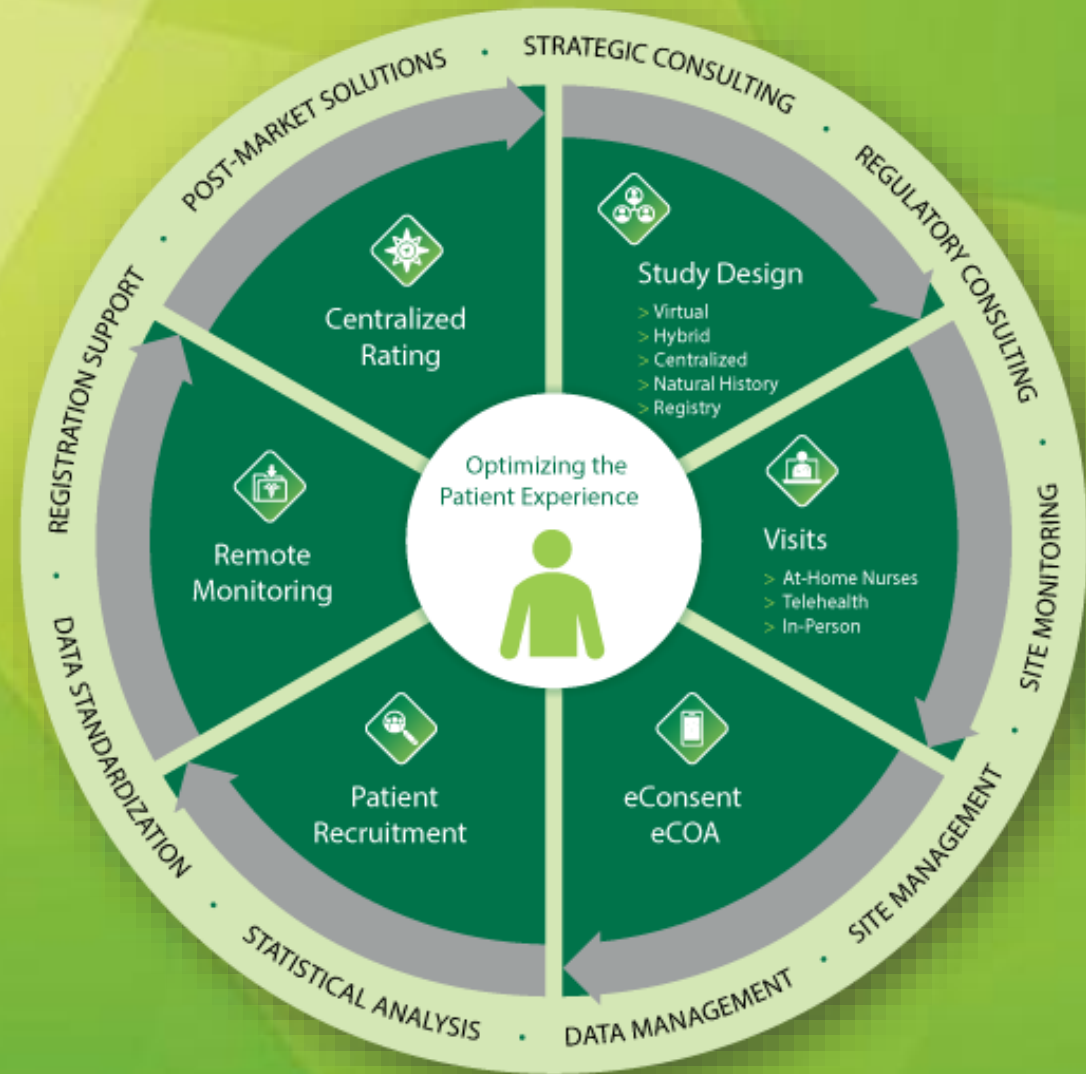 STRATEGIC CONSULTING
REGULATORY CONSULTING
SITE MONITORING
SITE MANAGEMENT
DATA MANAGEMENT
STATISTICAL ANALYSIS
DATA STANDARDIZATION
REGISTRATION SUPPORT
POST-MARKET SOLUTIONS
Study Design
> Virtual
> Hybrid
> Centralized
> Natural History
> Registry
Visits
> At-Home Nurses
> Telehealth
> In-Person
eConsent
eCOA
Patient
Recruitment
Remote
Monitoring
Centralized
Rating
Optimizing the
Patient Experience